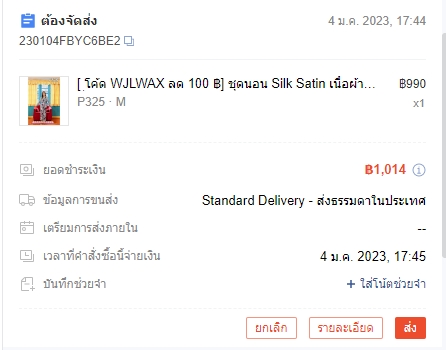 ต้องจัดส่ง
4 ม.ค. 2023, 17:44
230104FBYC6BE2
[ ฺโค้ด WJLWAX ลด 100 ฿] ชุดนอน Silk Satin เนื้อผ้า…
฿990
P325 · M
x1
ยอดชำระเงิน
฿1,014
ข้อมูลการขนส่ง
Standard Delivery - ส่งธรรมดาในประเทศ
เตรียมการส่งภายใน
--
เวลาที่คำสั่งซื้อนี้จ่ายเงิน
4 ม.ค. 2023, 17:45
บันทึกช่วยจำ
+ ใส่โน้ตช่วยจำ
ยกเลิก
รายละเอียด
ส่ง